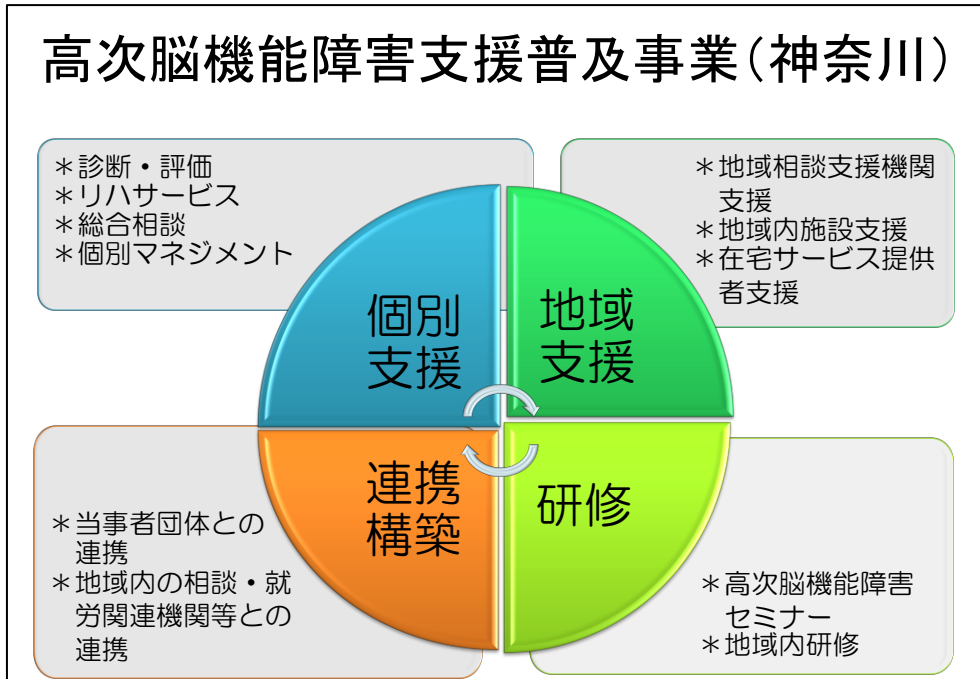 高次脳機能障害支援普及事業(神奈川)
＊診断・評価
＊リハサービス
＊総合相談
＊個別マネジメント
＊地域相談支援機関
支援
＊地域内施設支援
＊在宅サービス提供
者支援
個別
支援
地域
支援
連携
構築
研修
＊当事者団体との
連携
＊地域内の相談・就
労関連機関等との
連携
＊高次脳機能障害
セミナー
＊地域内研修